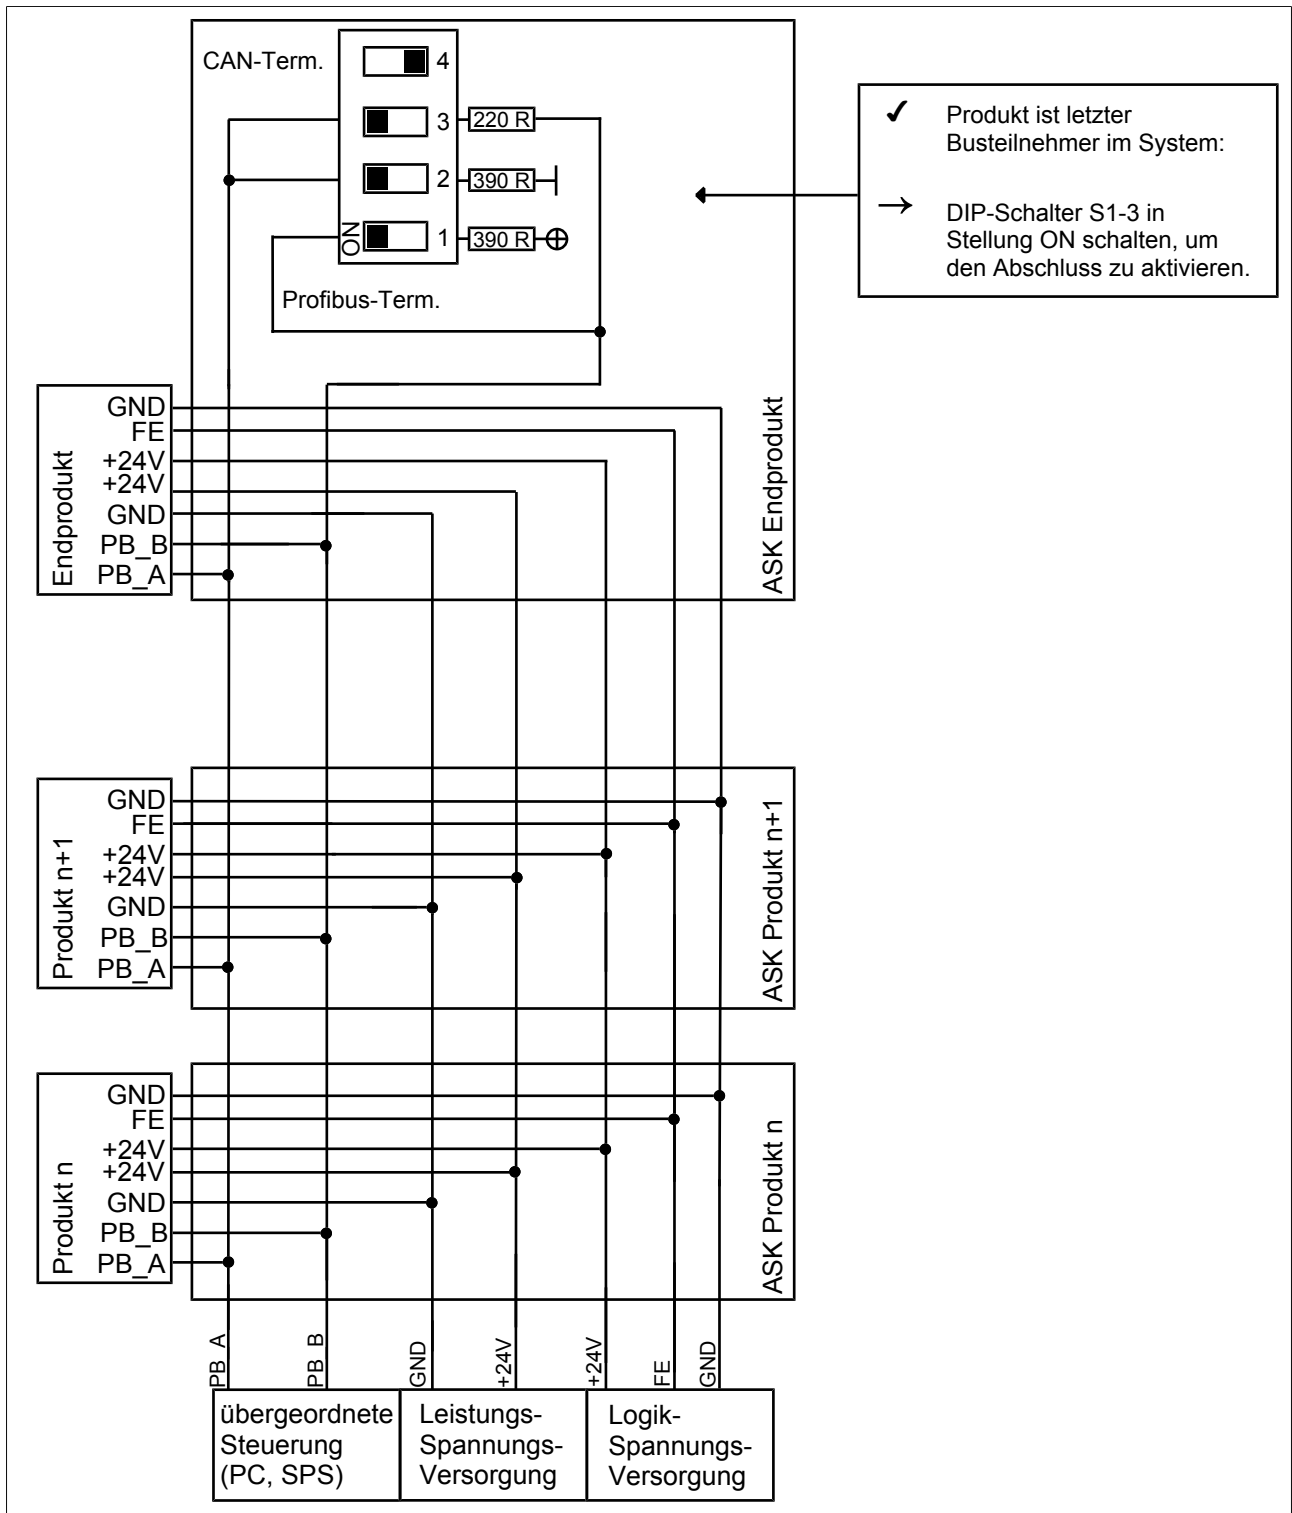 CAN-Term.
4
3
220 R
2
390 R
ON
1
390 R
Profibus-Term.
✓ Produkt ist letzter
Busteilnehmer im System:
→ DIP-Schalter S1-3 in
Stellung ON schalten, um
den Abschluss zu aktivieren.
Endprodukt
GND
FE
+24V
+24V
GND
PB_B
PB_A
ASK Endprodukt
Produkt n+1
GND
FE
+24V
+24V
GND
PB_B
PB_A
ASK Produkt n+1
Produkt n
GND
FE
+24V
+24V
GND
PB_B
PB_A
ASK Produkt n
PB_A
PB_B
GND
+24V
+24V
FE
GND
übergeordnete
Steuerung
(PC, SPS)
Leistungs-
Spannungs-
Versorgung
Logik-
Spannungs-
Versorgung